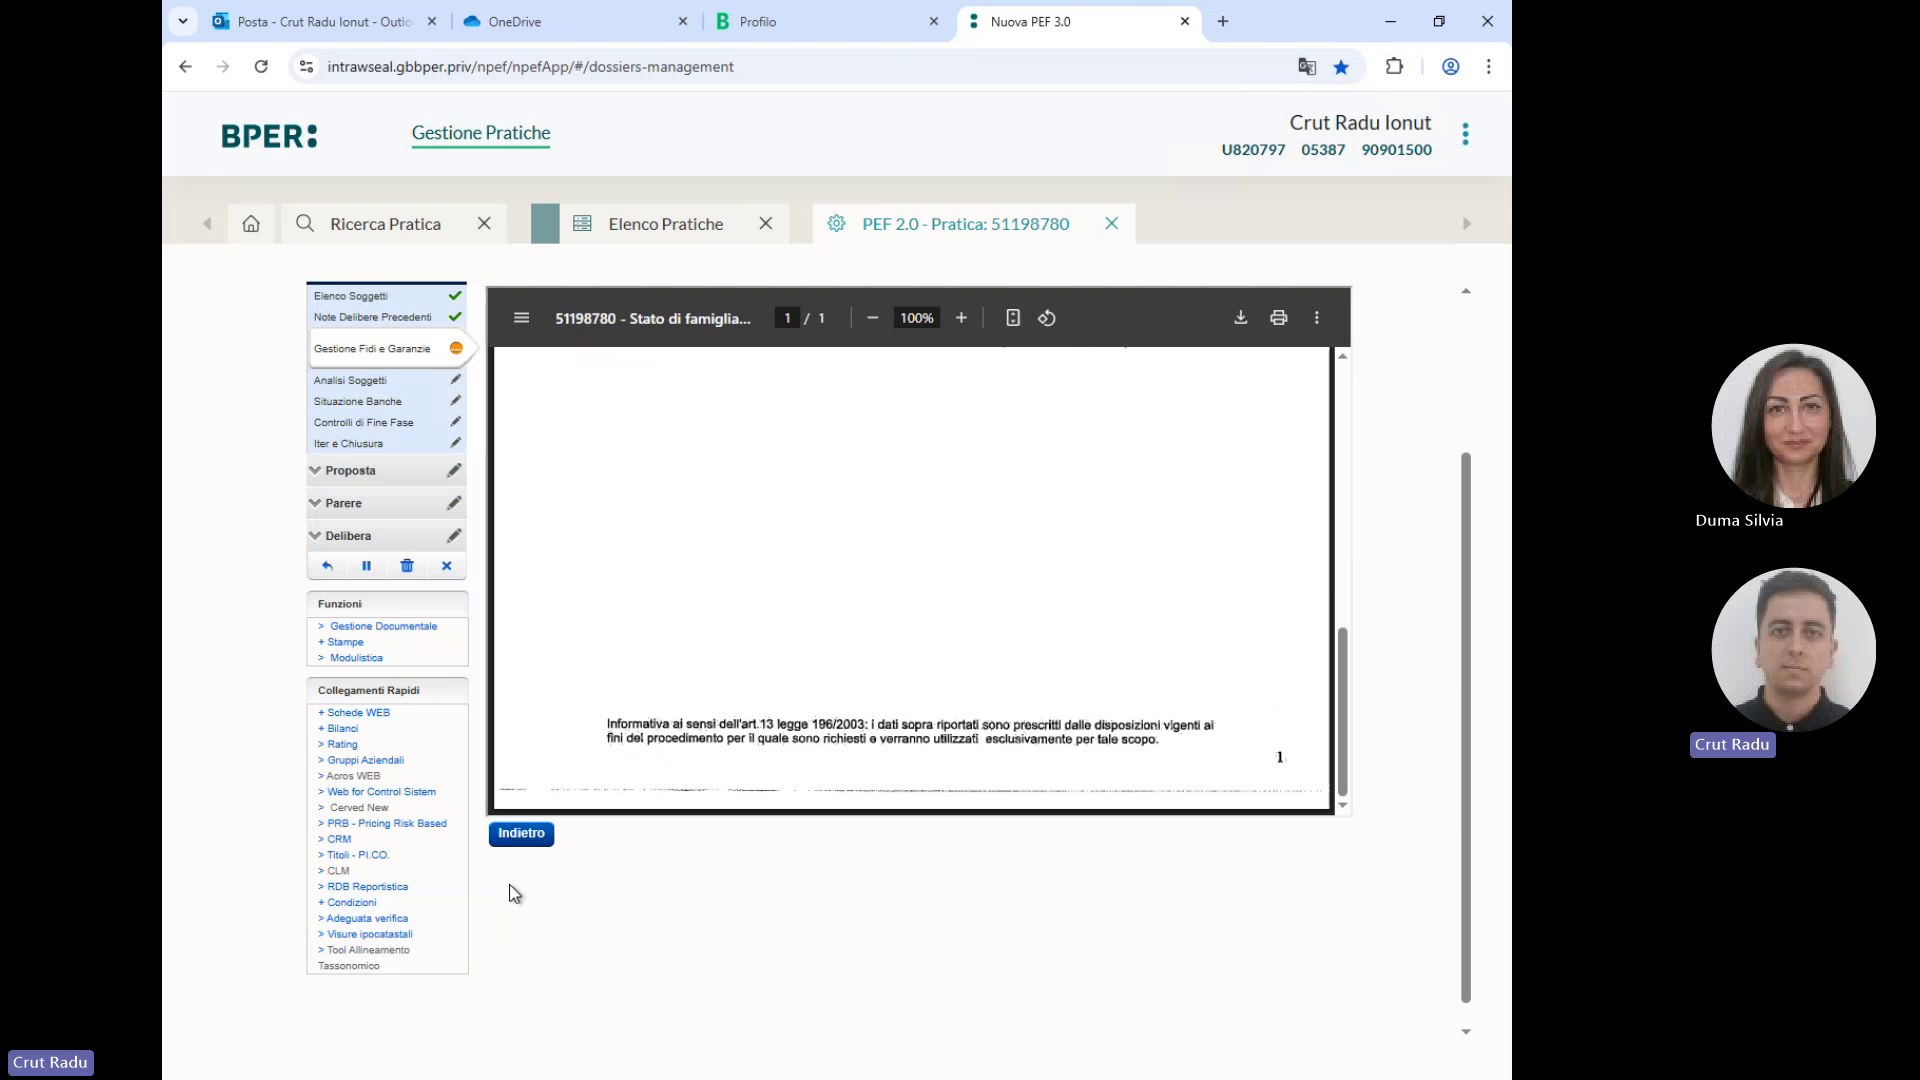 Posta - Crut Radu Ionut - Outlo
OneDrive
Profilo
Nuova PEF 3.0
intrawseal.gbbper.priv/npef/npefApp/#/dossiers-management
BPER:
Gestione Pratiche
Crut Radu Ionut
U820797 05387 90901500
Ricerca Pratica
Elenco Pratiche
PEF 2.0 - Pratica: 51198780
Elenco Soggetti
Note Delibere Precedenti
Gestione Fidi e Garanzie
Analisi Soggetti
Situazione Banche
Controlli di Fine Fase
Iter e Chiusura
Proposta
Parere
Delibera
Funzioni
> Gestione Documentale
+ Stampe
> Modulistica
Collegamenti Rapidi
+ Schede WEB
+ Bilanci
> Rating
> Gruppi Aziendali
> Acros WEB
> Web for Control Sistem
> Cerved New
> PRB - Pricing Risk Based
> CRM
> Titoli - PI.CO.
> CLM
> RDB Reportistica
+ Condizioni
> Adeguata verifica
> Visure ipocatastali
> Tool Allineamento
Tassonomico
51198780 - Stato di famiglia...
1 / 1
100%
Informativa ai sensi dell'art.13 legge 196/2003: i dati sopra riportati sono prescritti dalle disposizioni vigenti ai
fini del procedimento per il quale sono richiesti e verranno utilizzati esclusivamente per tale scopo.
1
Indietro
Duma Silvia
Crut Radu
Crut Radu